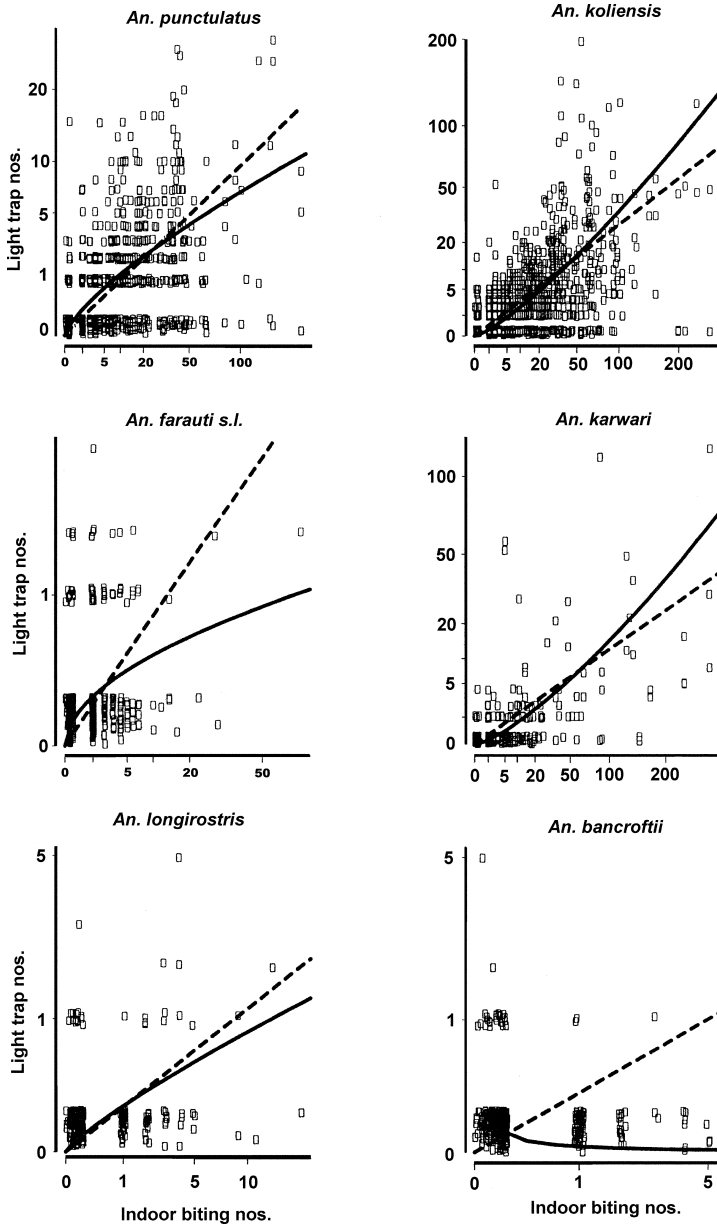 An. punctulatus
An. koliensis
Light trap nos.
20
10
5
1
0
0 5 20 50 100
200
100
50
20
5
0
0 5 20 50 100 200
An. farauti s.l.
An. karwari
Light trap nos.
1
0
0 5 20 50
100
50
20
5
0
0 5 20 50 100 200
An. longirostris
An. bancroftii
Light trap nos.
5
1
0
0 1 5 10
Indoor biting nos.
5
1
0
0 1 5
Indoor biting nos.